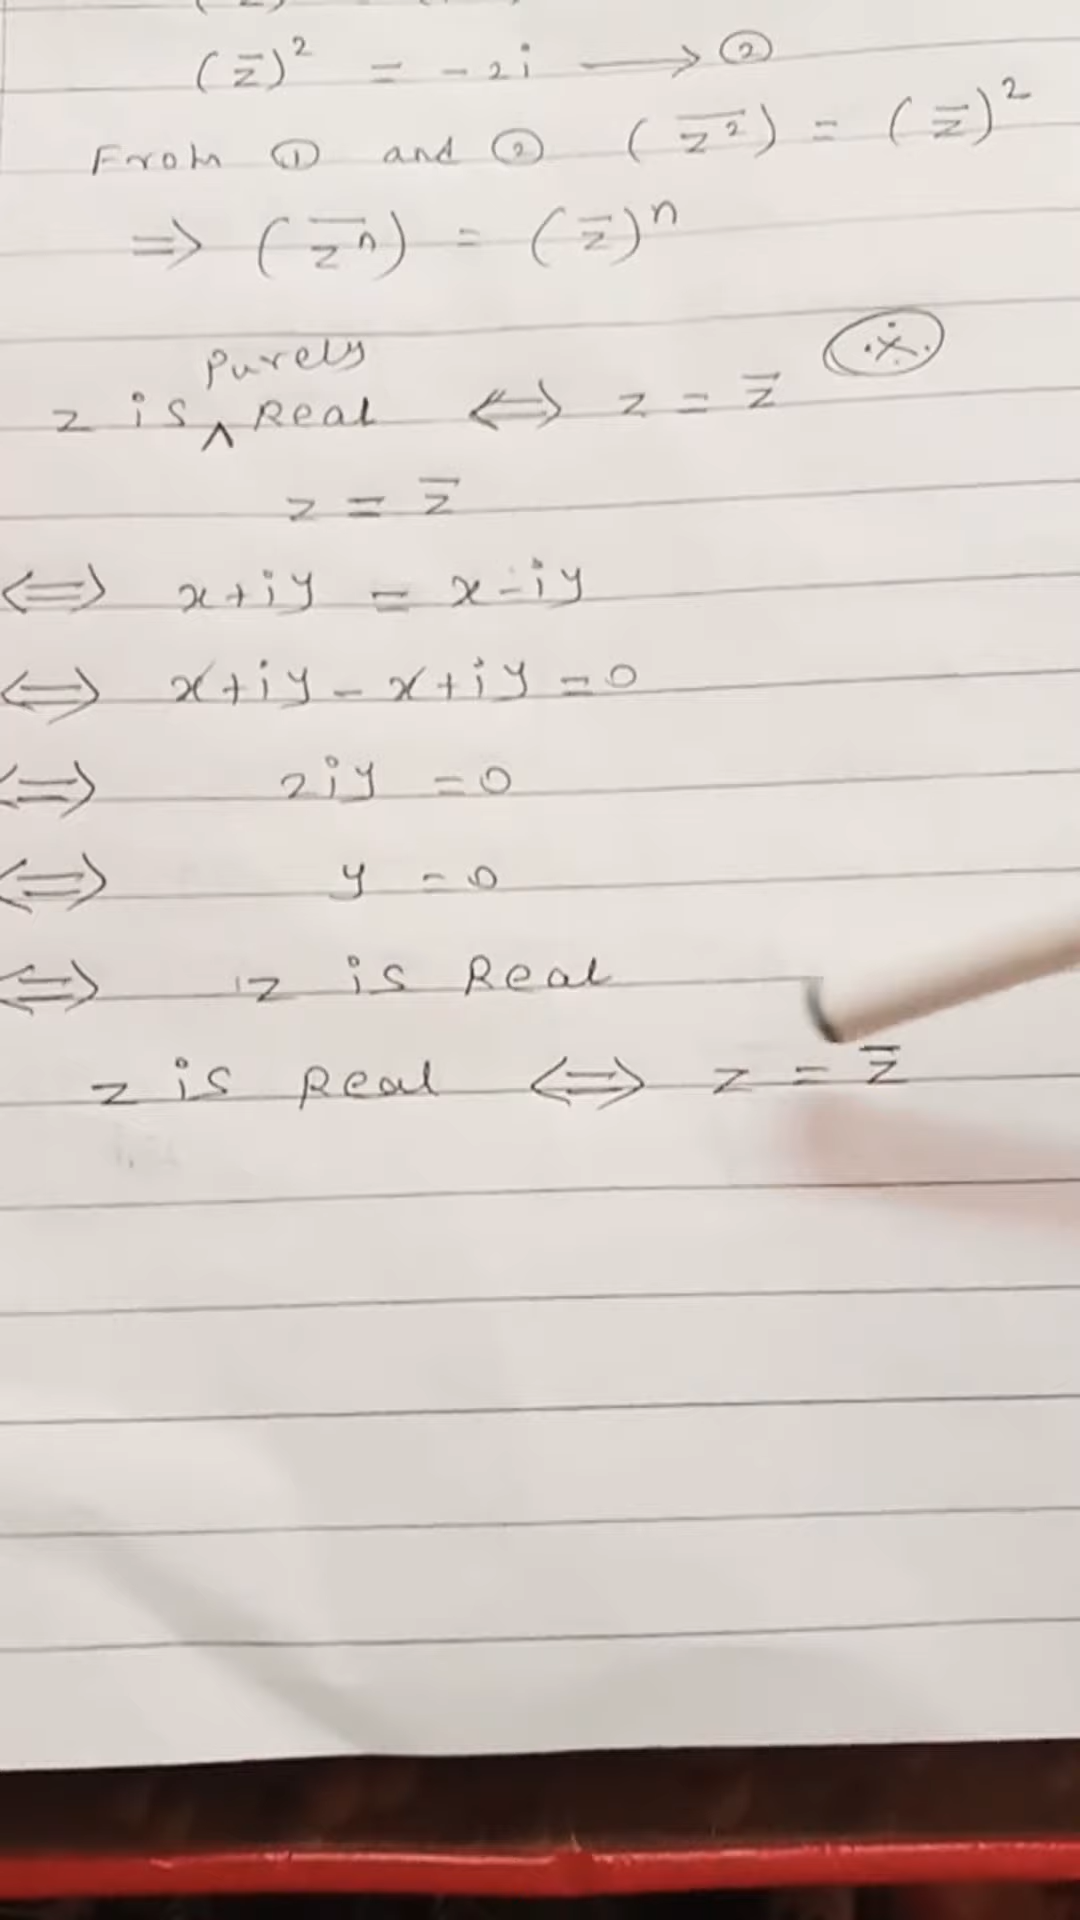 (z̅)² = -2i ⟶ ②
From ① and ② (z̅²̅) = (z̅)²
⇒ (z̅ⁿ̅) = (z̅)ⁿ
purely
z is ^ Real ⇔ z = z̅
z = z̅
⇔ x+iy = x-iy
⇔ x+iy - x+iy = 0
⇔ 2iy = 0
⇔ y = 0
⇔ z is Real
z is Real ⇔ z = z̅